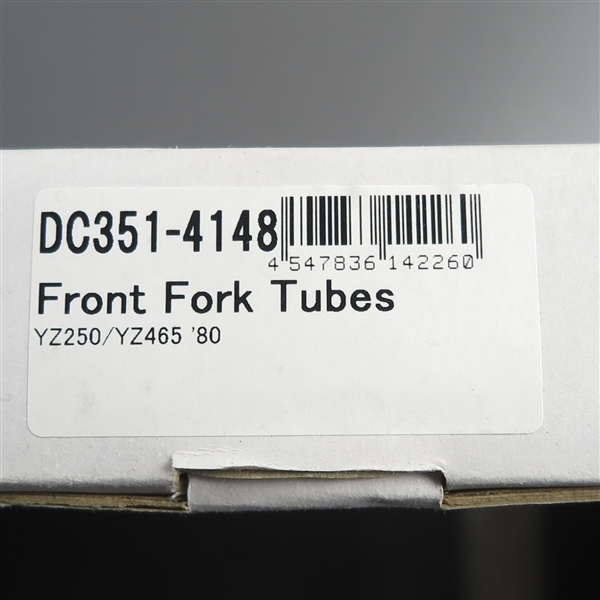 DC351-4148
4 547836 142260
Front Fork Tubes
YZ250/YZ465 '80